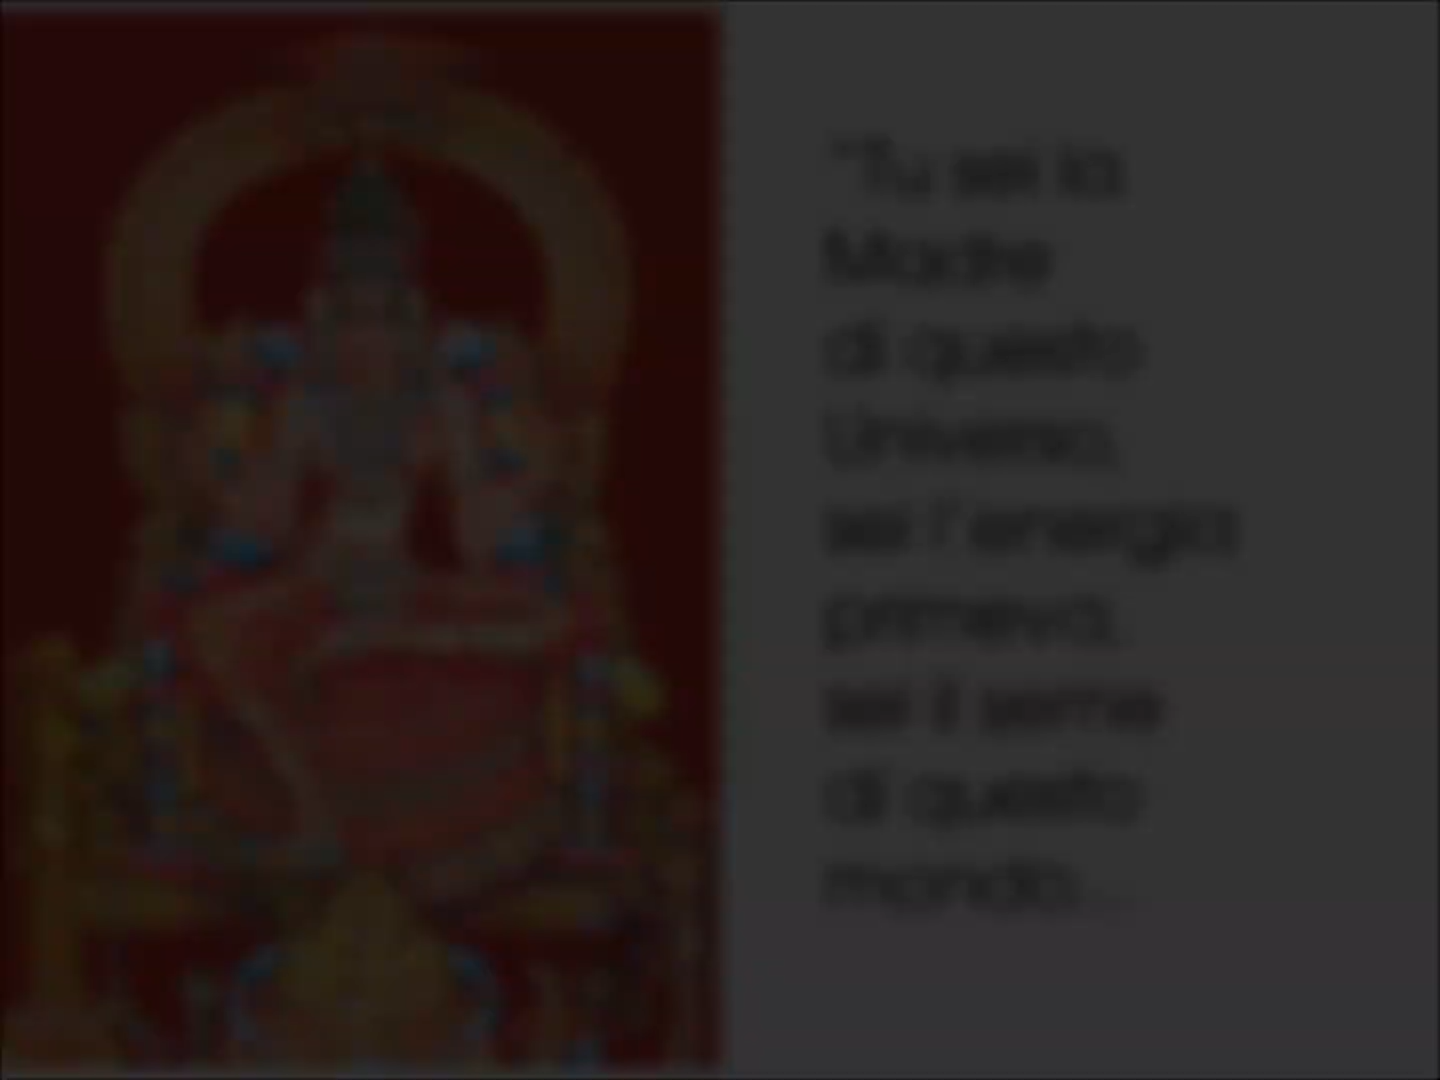 "Tu sei la
Madre
di questo
Universo,
sei l'energia
primeva,
sei il seme
di questo
mondo...